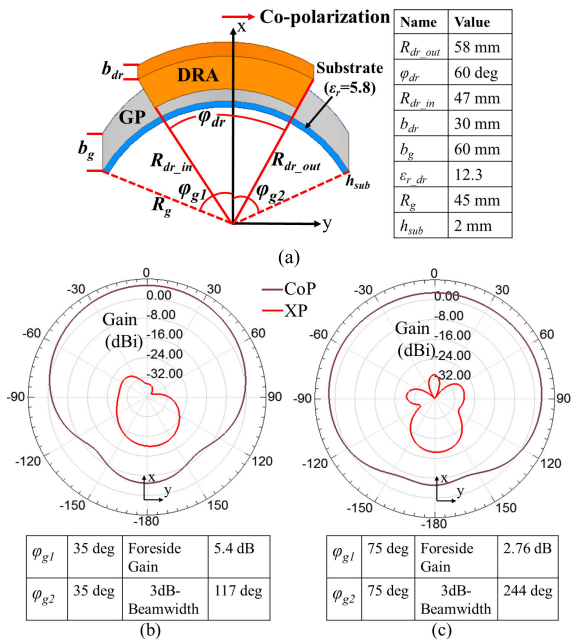 Co-polarization
x
b_dr
DRA
Substrate
(ε_r=5.8)
GP
φ_dr
b_g
R_dr_in
R_dr_out
φ_g1
φ_g2
h_sub
R_g
y
Name Value
R_dr_out 58 mm
φ_dr 60 deg
R_dr_in 47 mm
b_dr 30 mm
b_g 60 mm
ε_r_dr 12.3
R_g 45 mm
h_sub 2 mm
(a)
CoP
XP
0
-30 30
-60 60
-90 90
-120 120
-150 150
-180
0.00
-8.00
-16.00
-24.00
-32.00
Gain
(dBi)
x
y
0
-30 30
-60 60
-90 90
-120 120
-150 150
-180
0.00
-8.00
-16.00
-24.00
-32.00
Gain
(dBi)
x
y
φ_g1 35 deg Foreside Gain 5.4 dB
φ_g2 35 deg 3dB-Beamwidth 117 deg
(b)
φ_g1 75 deg Foreside Gain 2.76 dB
φ_g2 75 deg 3dB-Beamwidth 244 deg
(c)